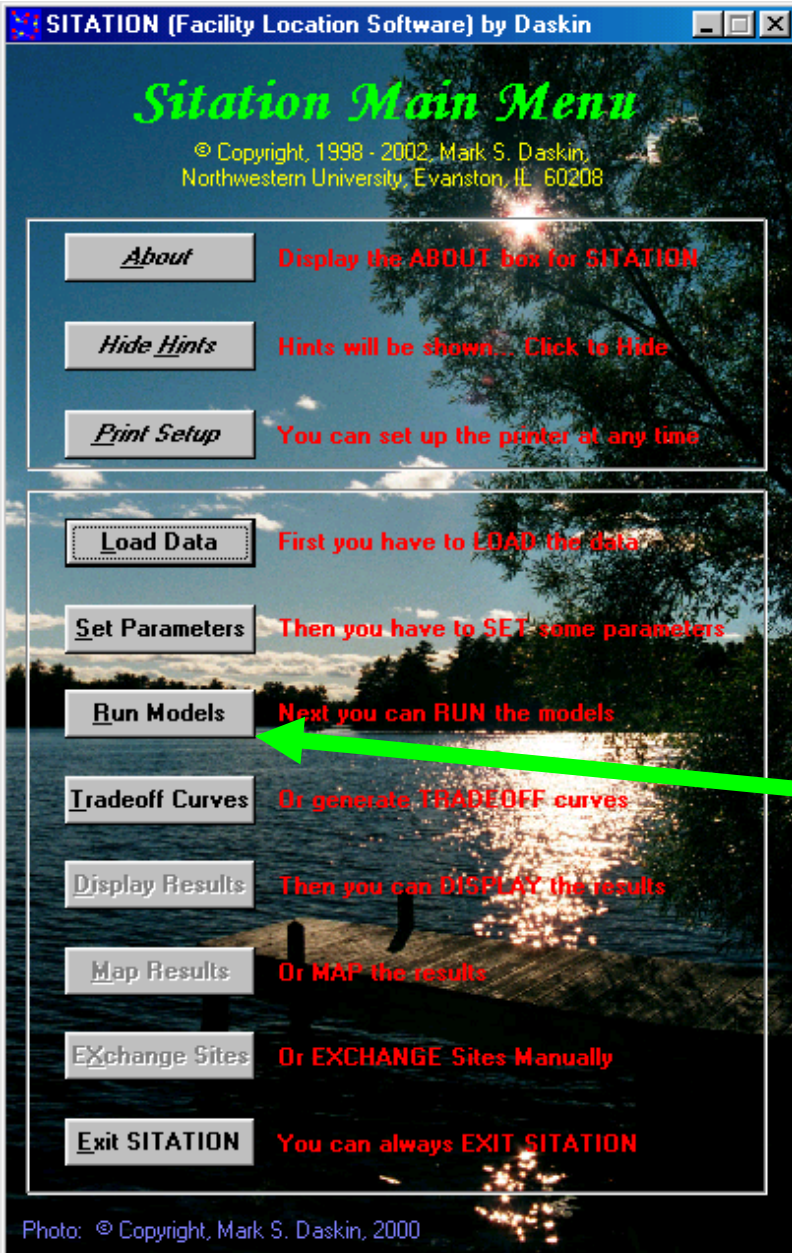 SITATION (Facility Location Software) by Daskin
Sitation Main Menu
© Copyright, 1998 - 2002, Mark S. Daskin,
Northwestern University, Evanston, IL 60208
About Display the ABOUT box for SITATION
Hide Hints Hints will be shown... Click to Hide
Print Setup You can set up the printer at any time
Load Data First you have to LOAD the data
Set Parameters Then you have to SET some parameters
Run Models Next you can RUN the models
Tradeoff Curves Or generate TRADEOFF curves
Display Results Then you can DISPLAY the results
Map Results Or MAP the results
EXchange Sites Or EXCHANGE Sites Manually
Exit SITATION You can always EXIT SITATION
Photo: © Copyright, Mark S. Daskin, 2000